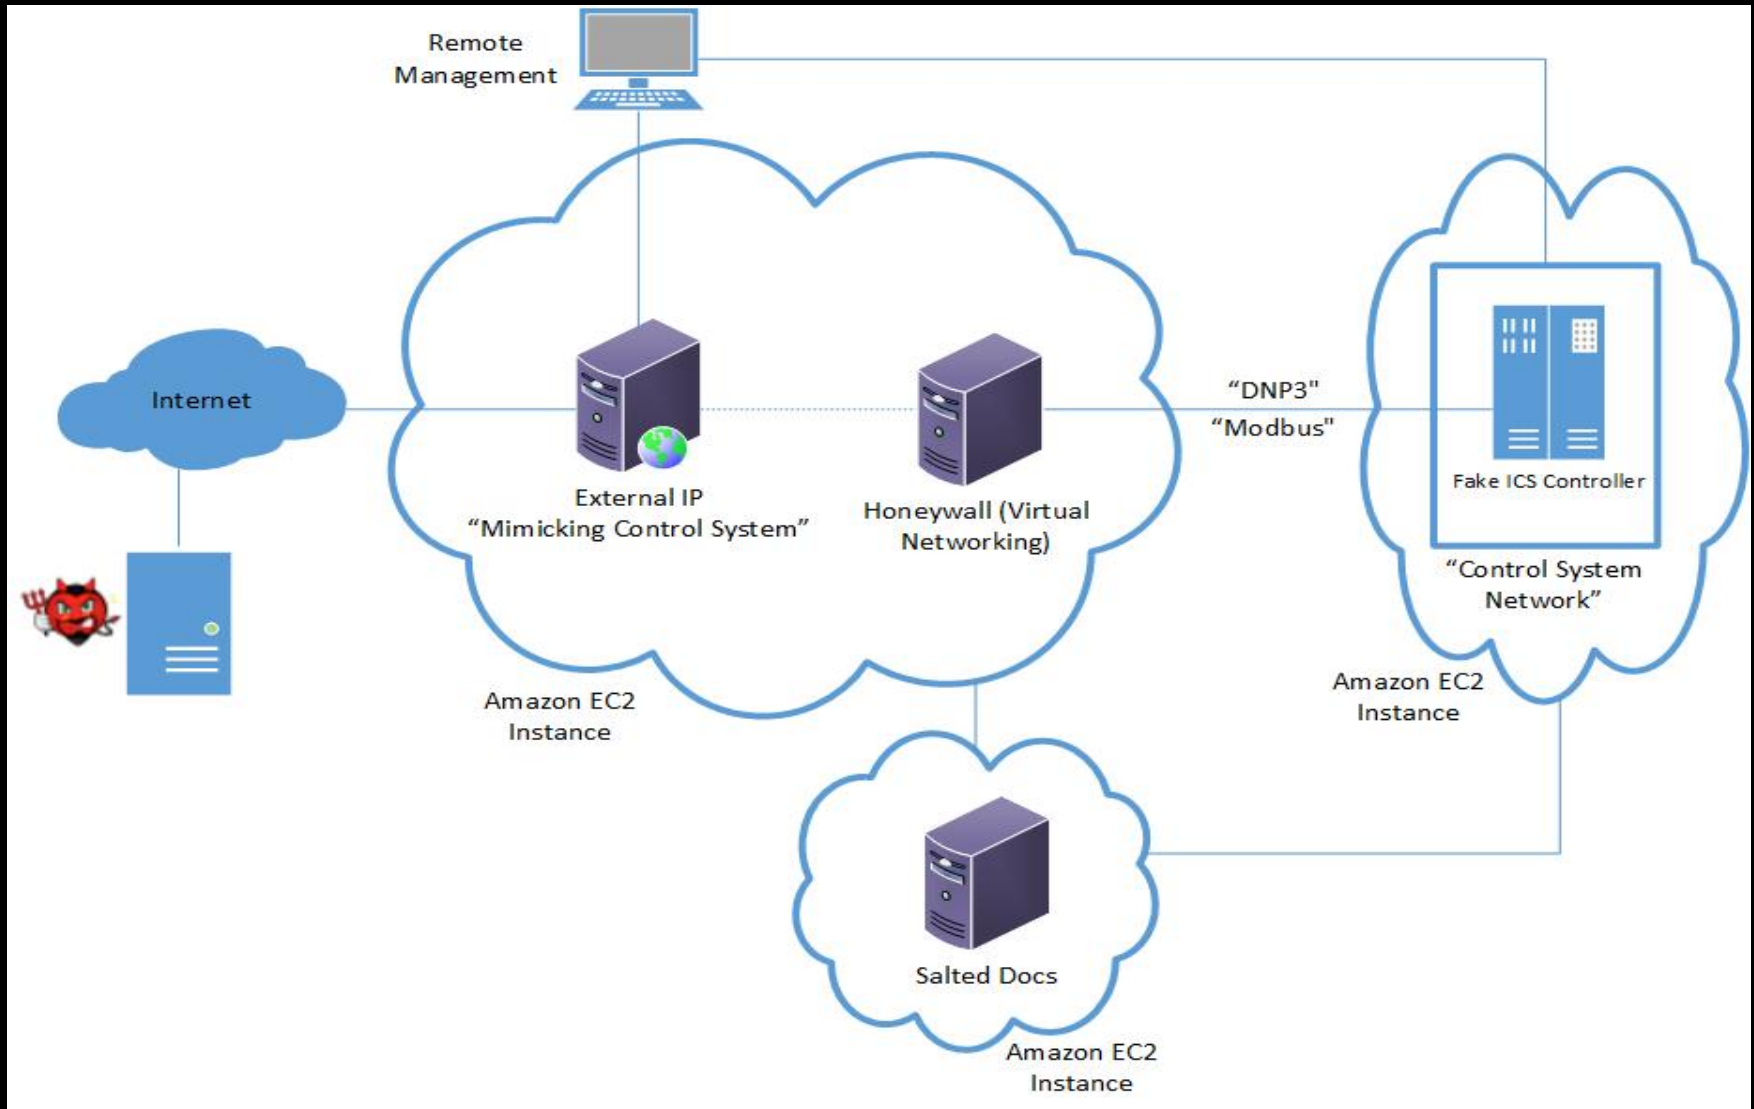 Remote
Management
Internet
External IP
“Mimicking Control System”
Honeywall (Virtual
Networking)
“DNP3"
“Modbus"
Fake ICS Controller
“Control System
Network”
Amazon EC2
Instance
Amazon EC2
Instance
Salted Docs
Amazon EC2
Instance